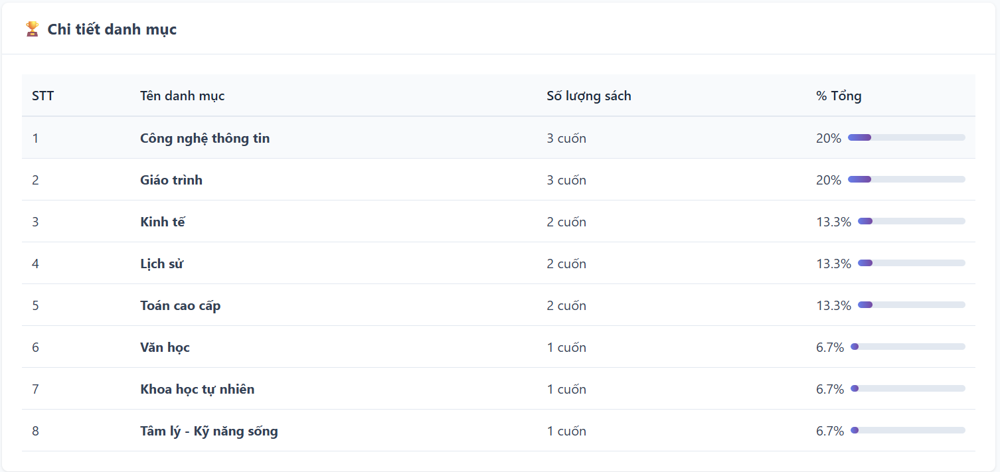 Chi tiết danh mục
STT Tên danh mục Số lượng sách % Tổng
1 Công nghệ thông tin 3 cuốn 20%
2 Giáo trình 3 cuốn 20%
3 Kinh tế 2 cuốn 13.3%
4 Lịch sử 2 cuốn 13.3%
5 Toán cao cấp 2 cuốn 13.3%
6 Văn học 1 cuốn 6.7%
7 Khoa học tự nhiên 1 cuốn 6.7%
8 Tâm lý - Kỹ năng sống 1 cuốn 6.7%